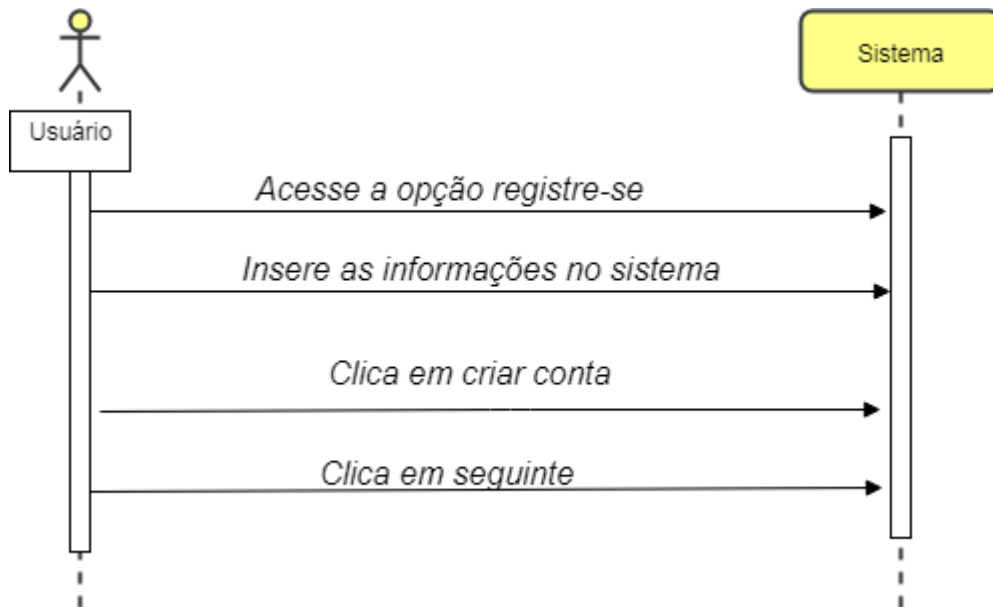 Sistema
Usuário
Acesse a opção registre-se
Insere as informações no sistema
Clica em criar conta
Clica em seguinte